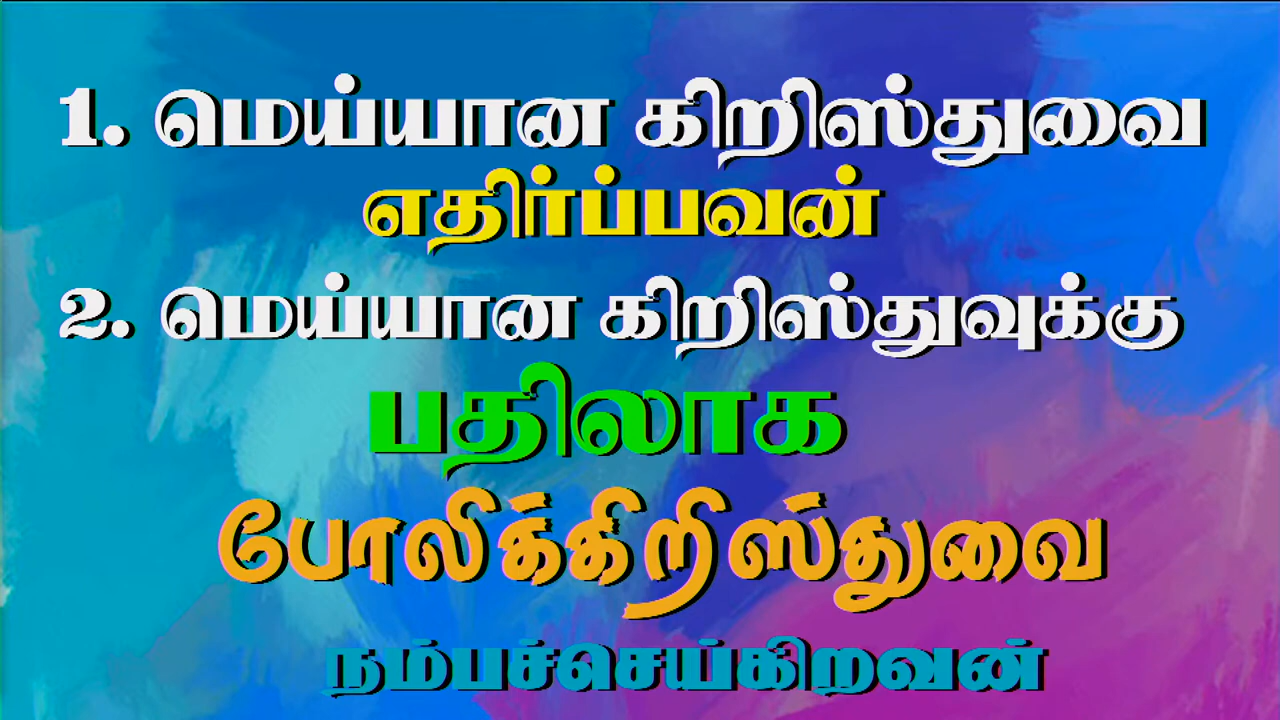 1. மெய்யான கிறிஸ்துவை
எதிர்ப்பவன்
2. மெய்யான கிறிஸ்துவுக்கு
பதிலாக
போலிக்கிறிஸ்துவை
நம்பச்செய்கிறவன்